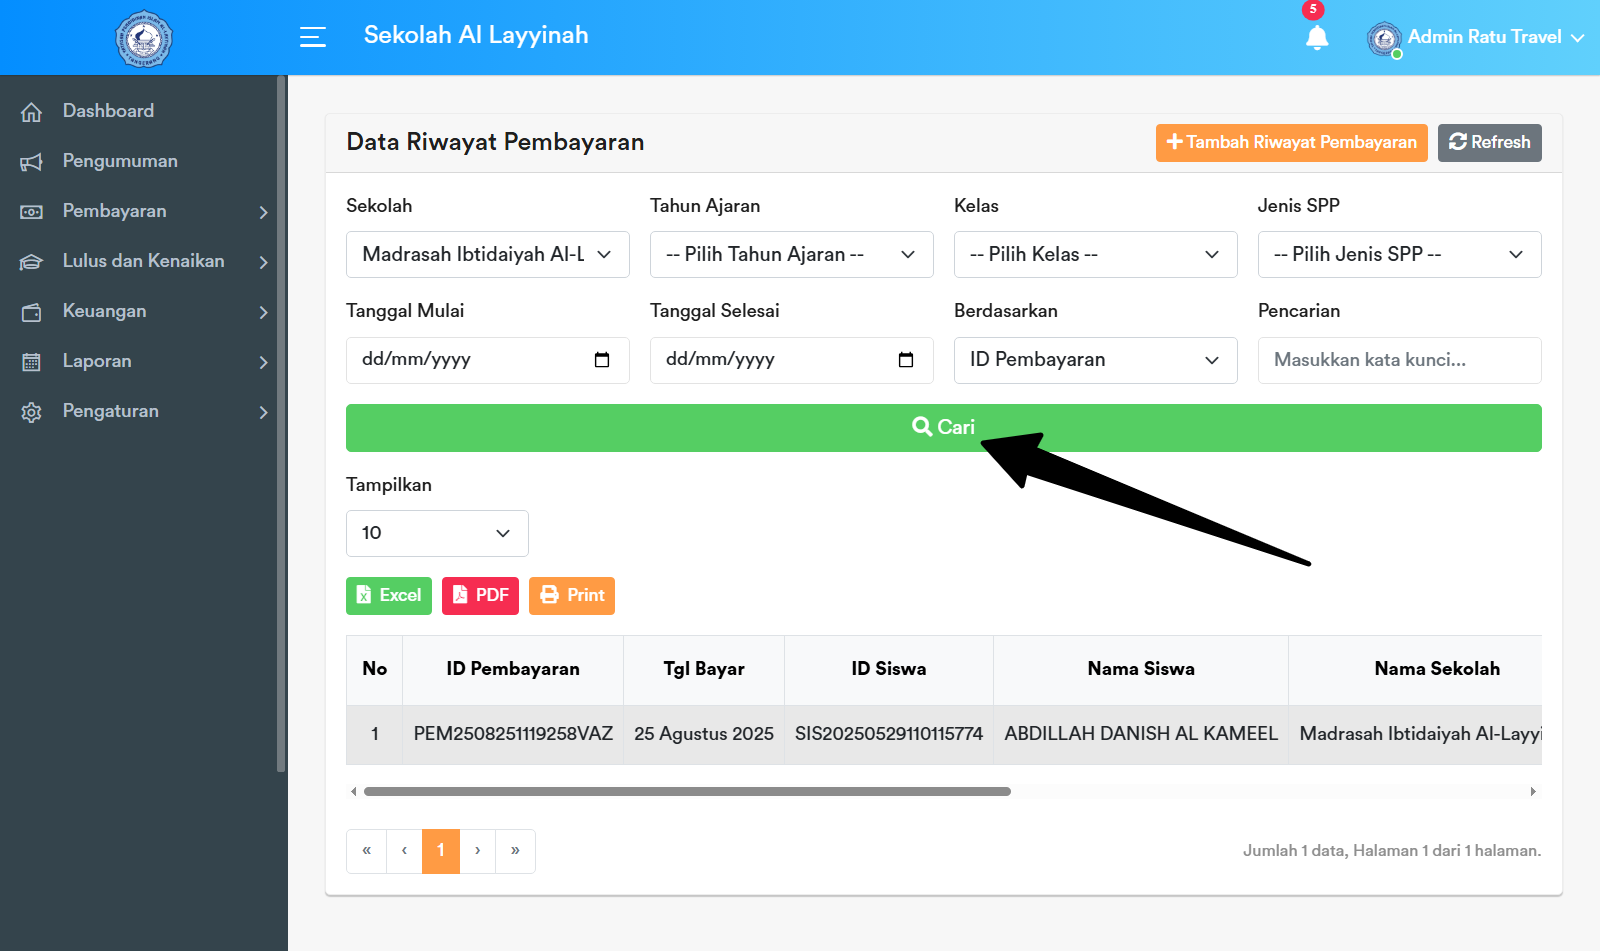 Sekolah Al Layyinah
5
Admin Ratu Travel
Dashboard
Pengumuman
Pembayaran
Lulus dan Kenaikan
Keuangan
Laporan
Pengaturan
Data Riwayat Pembayaran
Tambah Riwayat Pembayaran
Refresh
Sekolah Tahun Ajaran Kelas Jenis SPP
Madrasah Ibtidaiyah Al-L -- Pilih Tahun Ajaran -- -- Pilih Kelas -- -- Pilih Jenis SPP --
Tanggal Mulai Tanggal Selesai Berdasarkan Pencarian
dd/mm/yyyy dd/mm/yyyy ID Pembayaran Masukkan kata kunci...
Cari
Tampilkan
10
Excel PDF Print
No ID Pembayaran Tgl Bayar ID Siswa Nama Siswa Nama Sekolah
1 PEM2508251119258VAZ 25 Agustus 2025 SIS20250529110115774 ABDILLAH DANISH AL KAMEEL Madrasah Ibtidaiyah Al-Layyi
« ‹ 1 › »
Jumlah 1 data, Halaman 1 dari 1 halaman.